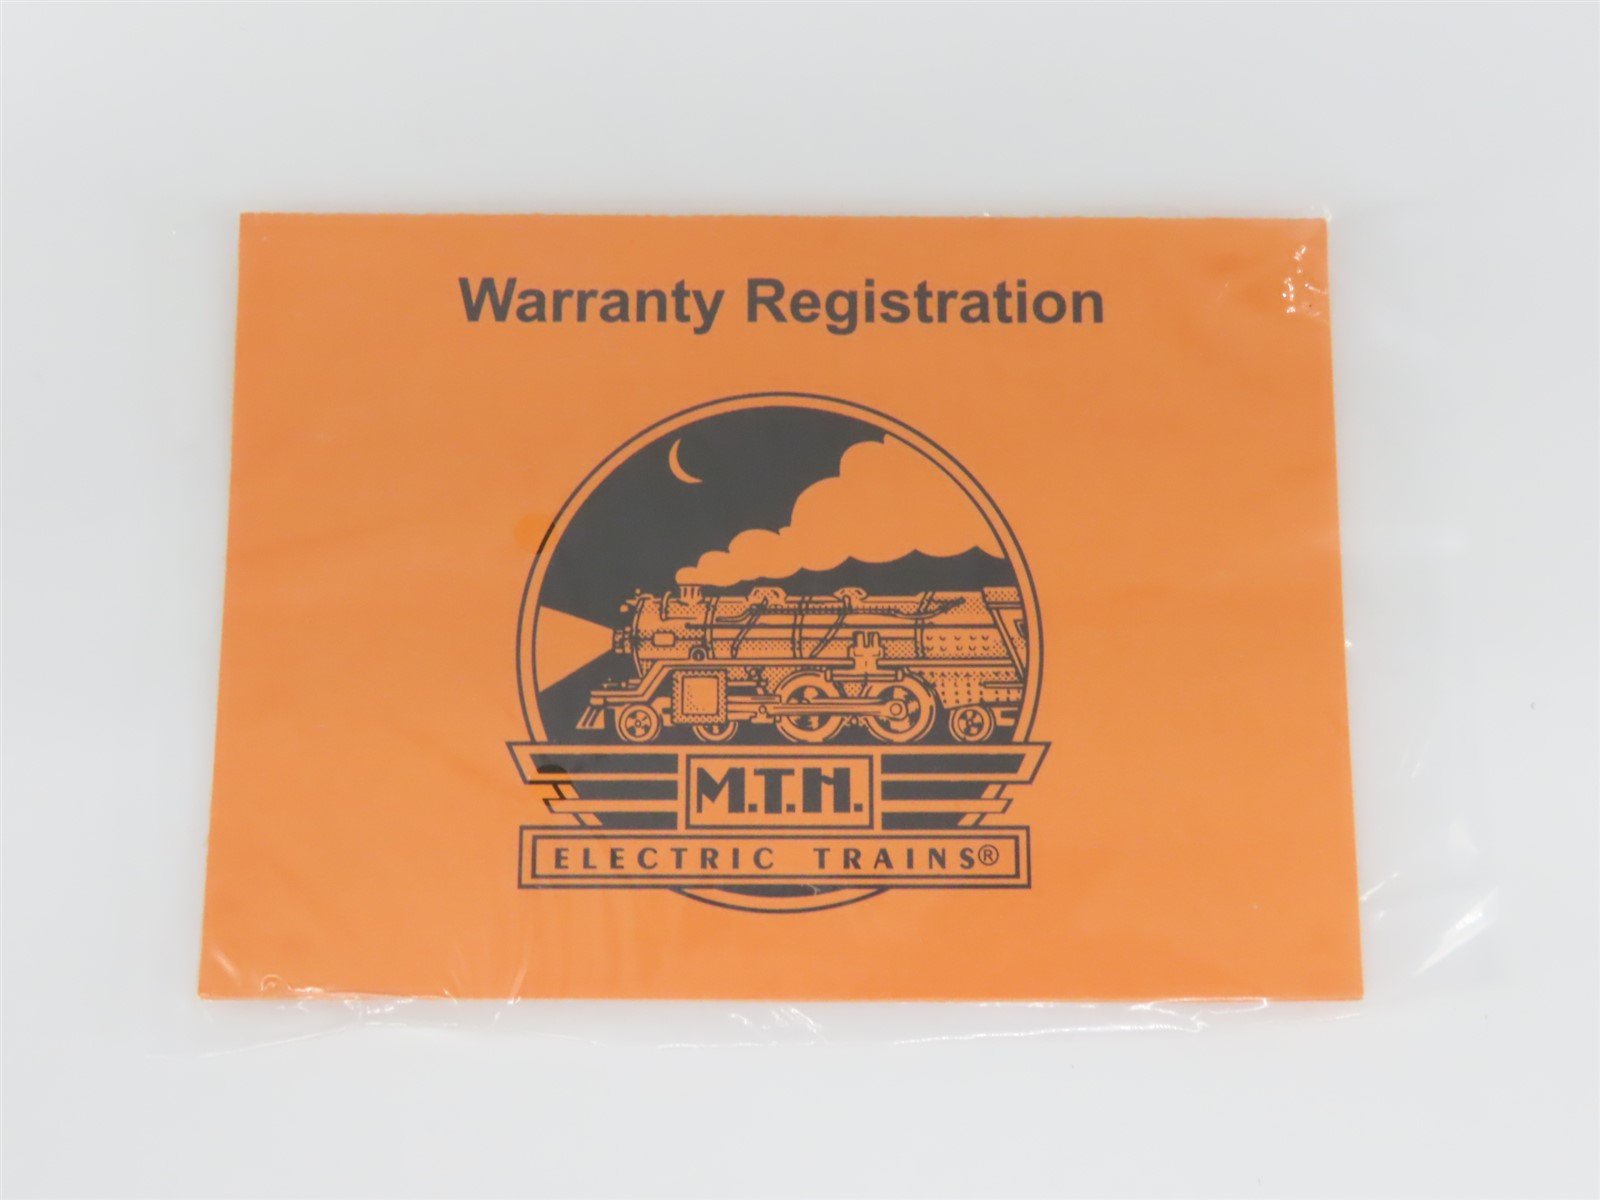 Warranty Registration
M.T.H.
ELECTRIC TRAINS®